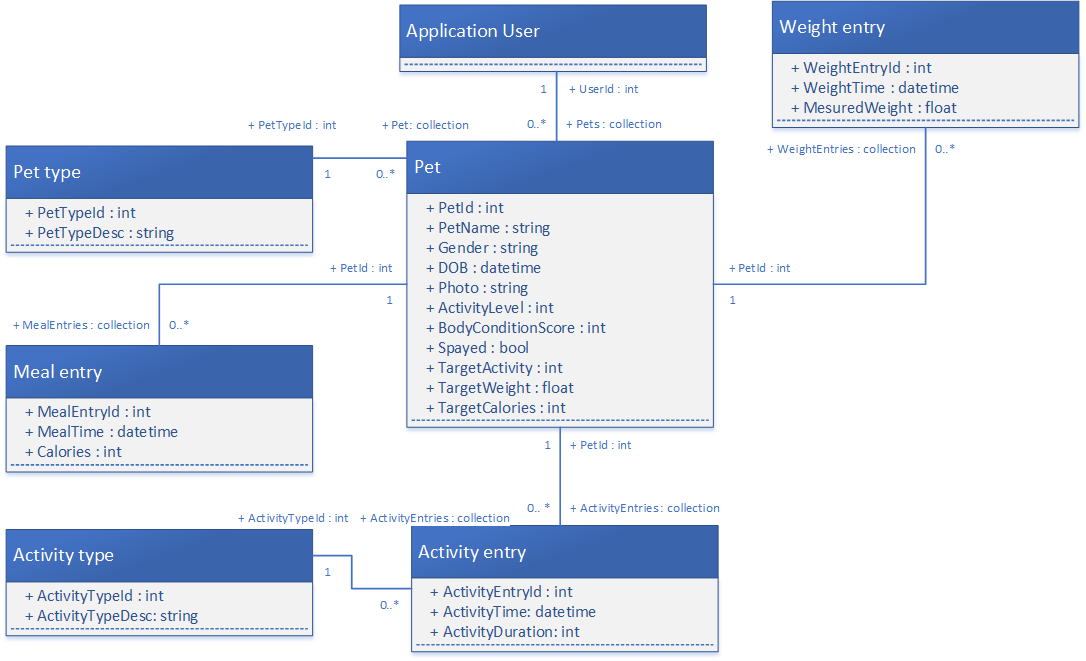 Application User
1
+ UserId : int
0..*
+ Pets : collection
Weight entry
+ WeightEntryId : int
+ WeightTime : datetime
+ MesuredWeight : float
+ WeightEntries : collection
0..*
+ PetTypeId : int
+ Pet: collection
1
0..*
Pet type
+ PetTypeId : int
+ PetTypeDesc : string
Pet
+ PetId : int
+ PetName : string
+ Gender : string
+ DOB : datetime
+ Photo : string
+ ActivityLevel : int
+ BodyConditionScore : int
+ Spayed : bool
+ TargetActivity : int
+ TargetWeight : float
+ TargetCalories : int
+ PetId : int
1
+ PetId : int
1
+ MealEntries : collection
0..*
Meal entry
+ MealEntryId : int
+ MealTime : datetime
+ Calories : int
1
+ PetId : int
0.. *
+ ActivityEntries: collection
+ ActivityTypeId : int
+ ActivityEntries: collection
1
0..*
Activity type
+ ActivityTypeId : int
+ ActivityTypeDesc: string
Activity entry
+ ActivityEntryId : int
+ ActivityTime: datetime
+ ActivityDuration: int